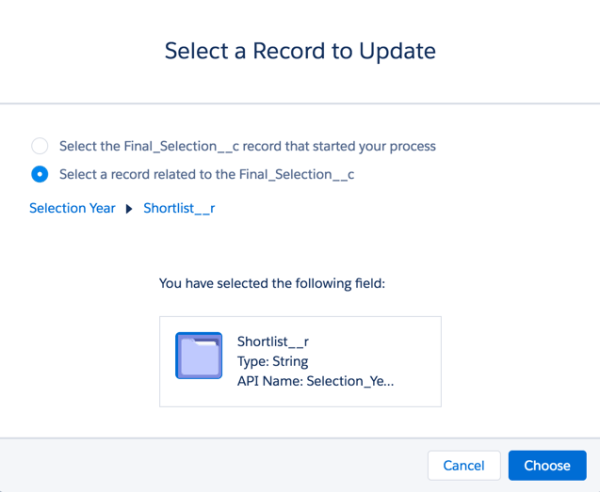 Select a Record to Update
Select the Final_Selection__c record that started your process
Select a record related to the Final_Selection__c
Selection Year ▶ Shortlist__r
You have selected the following field:
Shortlist__r
Type: String
API Name: Selection_Ye...
Cancel Choose